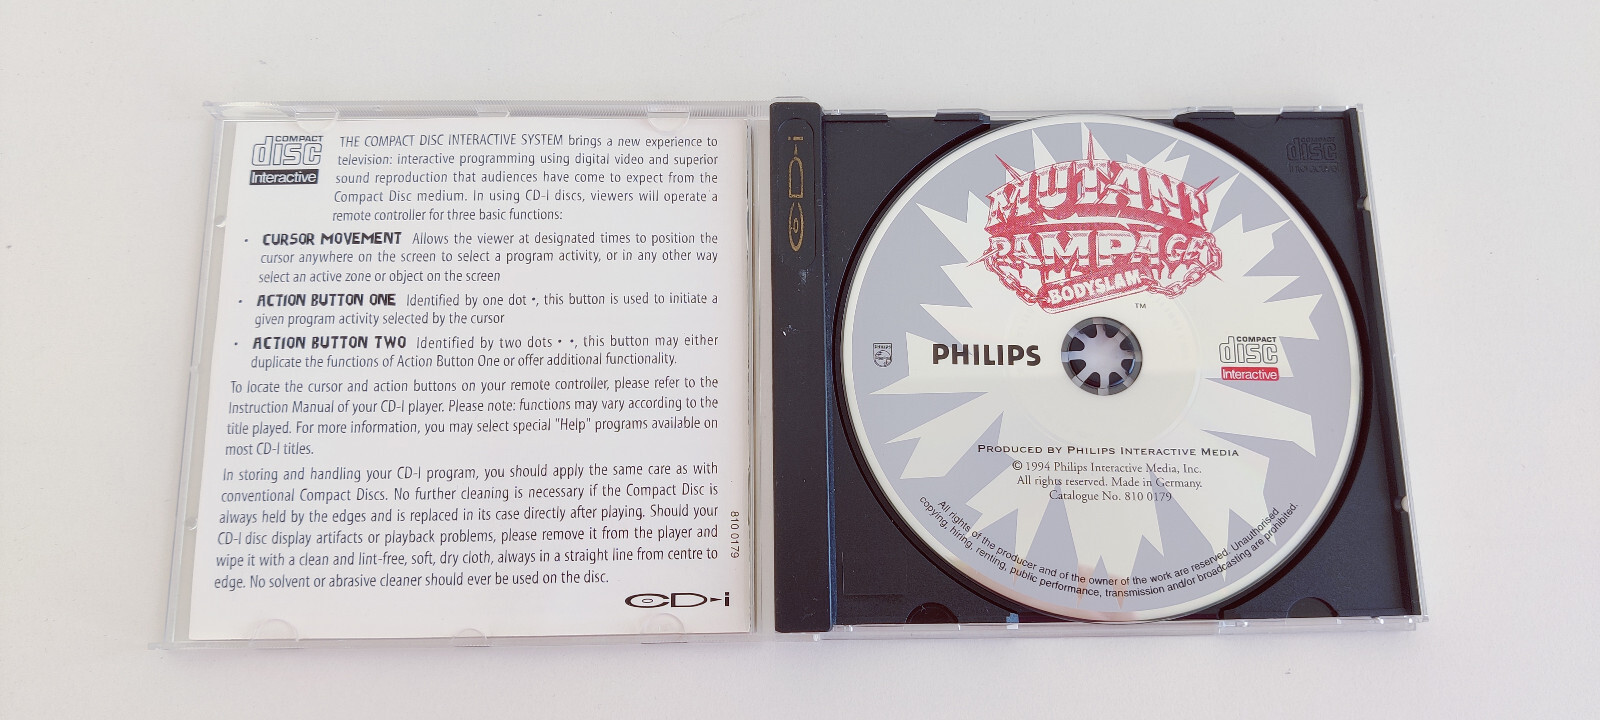 COMPACT
disc
Interactive
THE COMPACT DISC INTERACTIVE SYSTEM brings a new experience to
television: interactive programming using digital video and superior
sound reproduction that audiences have come to expect from the
Compact Disc medium. In using CD-I discs, viewers will operate a
remote controller for three basic functions:
· CURSOR MOVEMENT Allows the viewer at designated times to position the
cursor anywhere on the screen to select a program activity, or in any other way
select an active zone or object on the screen
· ACTION BUTTON ONE Identified by one dot •, this button is used to initiate a
given program activity selected by the cursor
· ACTION BUTTON TWO Identified by two dots • •, this button may either
duplicate the functions of Action Button One or offer additional functionality.
To locate the cursor and action buttons on your remote controller, please refer to the
Instruction Manual of your CD-I player. Please note: functions may vary according to the
title played. For more information, you may select special "Help" programs available on
most CD-I titles.
In storing and handling your CD-I program, you should apply the same care as with
conventional Compact Discs. No further cleaning is necessary if the Compact Disc is
always held by the edges and is replaced in its case directly after playing. Should your
CD-I disc display artifacts or playback problems, please remove it from the player and
wipe it with a clean and lint-free, soft, dry cloth, always in a straight line from centre to
edge. No solvent or abrasive cleaner should ever be used on the disc.
810 0179
CD-i
CD-i
MUTANT
RAMPAGE
BODYSLAM
TM
PHILIPS
PHILIPS
COMPACT
disc
Interactive
PRODUCED BY PHILIPS INTERACTIVE MEDIA
© 1994 Philips Interactive Media, Inc.
All rights reserved. Made in Germany.
Catalogue No. 810 0179
All rights of the producer and of the owner of the work are reserved. Unauthorised
copying, hiring, renting, public performance, transmission and/or broadcasting are prohibited.
disc